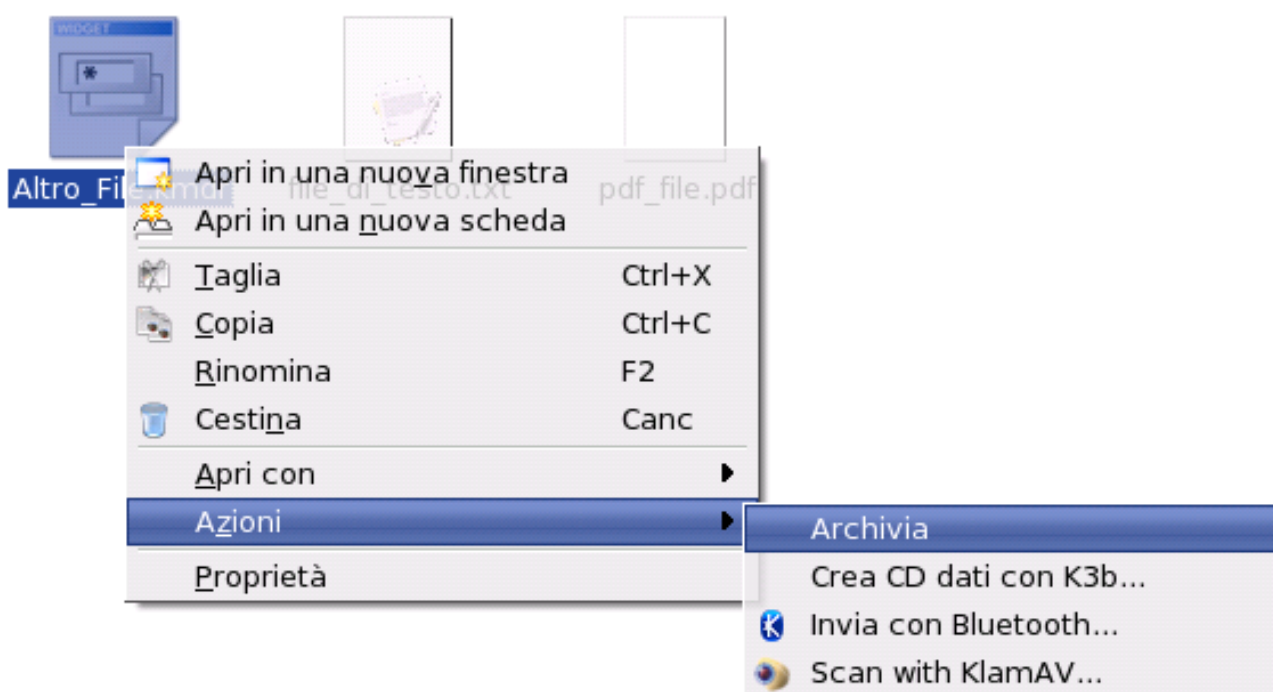 WIDGET
Altro_File.kmdr
file_di_testo.txt
pdf_file.pdf
Apri in una nuova finestra
Apri in una nuova scheda
Taglia Ctrl+X
Copia Ctrl+C
Rinomina F2
Cestina Canc
Apri con
Azioni
Proprietà
Archivia
Crea CD dati con K3b...
Invia con Bluetooth...
Scan with KlamAV...